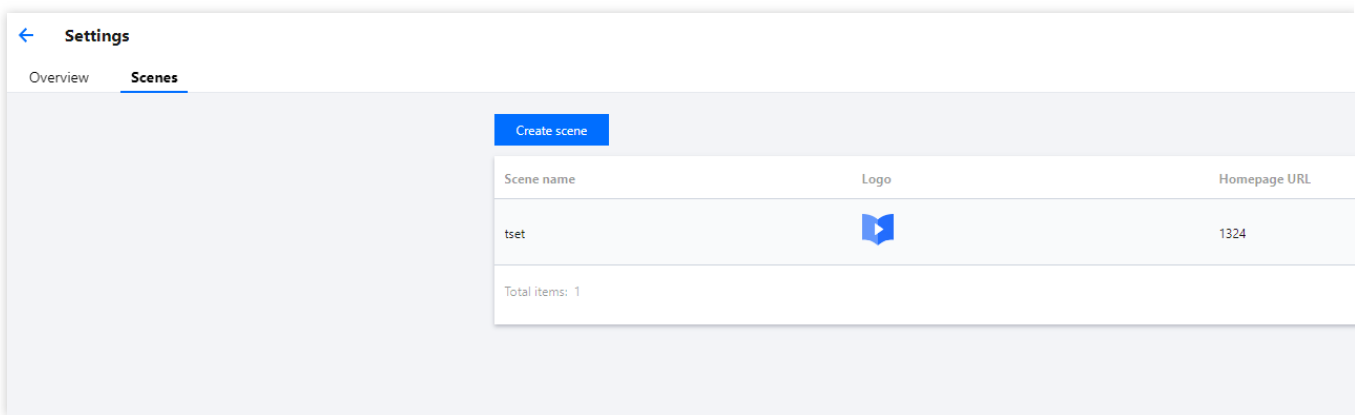 Settings
Overview Scenes
Create scene
Scene name Logo Homepage URL
tset 1324
Total items: 1